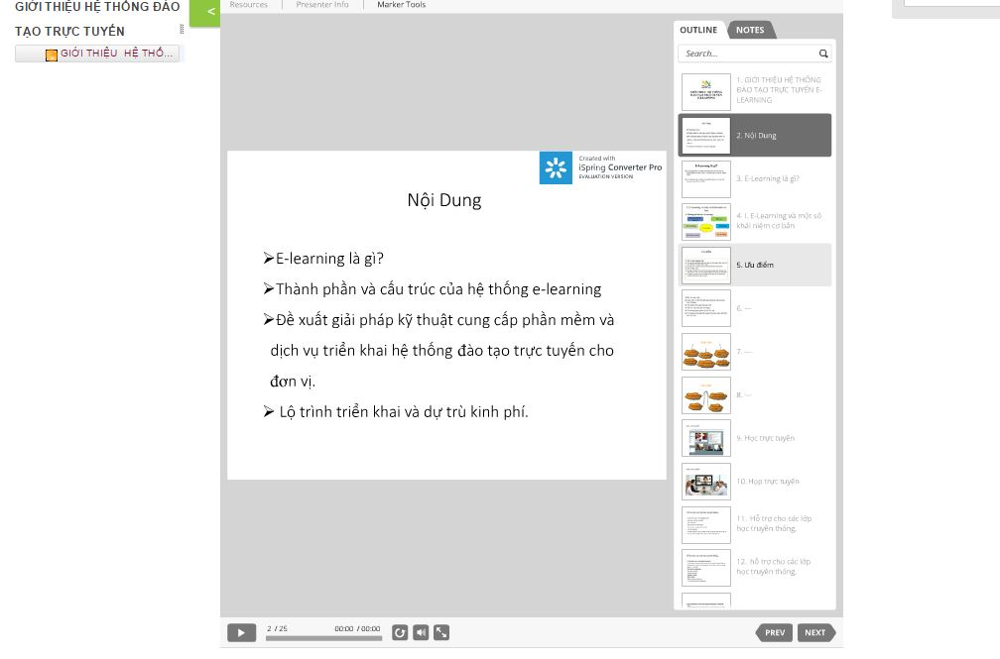 GIỚI THIỆU HỆ THỐNG ĐÀO
TẠO TRỰC TUYẾN
GIỚI THIỆU HỆ THỐ...
<
Resources
Presenter Info
Marker Tools
Created with
iSpring Converter Pro
EVALUATION VERSION
Nội Dung
➢E-learning là gì?
➢Thành phần và cấu trúc của hệ thống e-learning
➢Đề xuất giải pháp kỹ thuật cung cấp phần mềm và
dịch vụ triển khai hệ thống đào tạo trực tuyến cho
đơn vị.
➢ Lộ trình triển khai và dự trù kinh phí.
OUTLINE
NOTES
Search...
1. GIỚI THIỆU HỆ THỐNG
ĐÀO TẠO TRỰC TUYẾN E-
LEARNING
2. Nội Dung
3. E-Learning là gì?
4. I. E-Learning và một số
khái niệm cơ bản
5. Ưu điểm
6. ---
7. ---
8. ---
9. Học trực tuyến
10. Họp trực tuyến
11. Hỗ trợ cho các lớp
học truyền thống.
12. hỗ trợ cho các lớp
học truyền thống.
2 / 25
00:00 / 00:00
PREV
NEXT